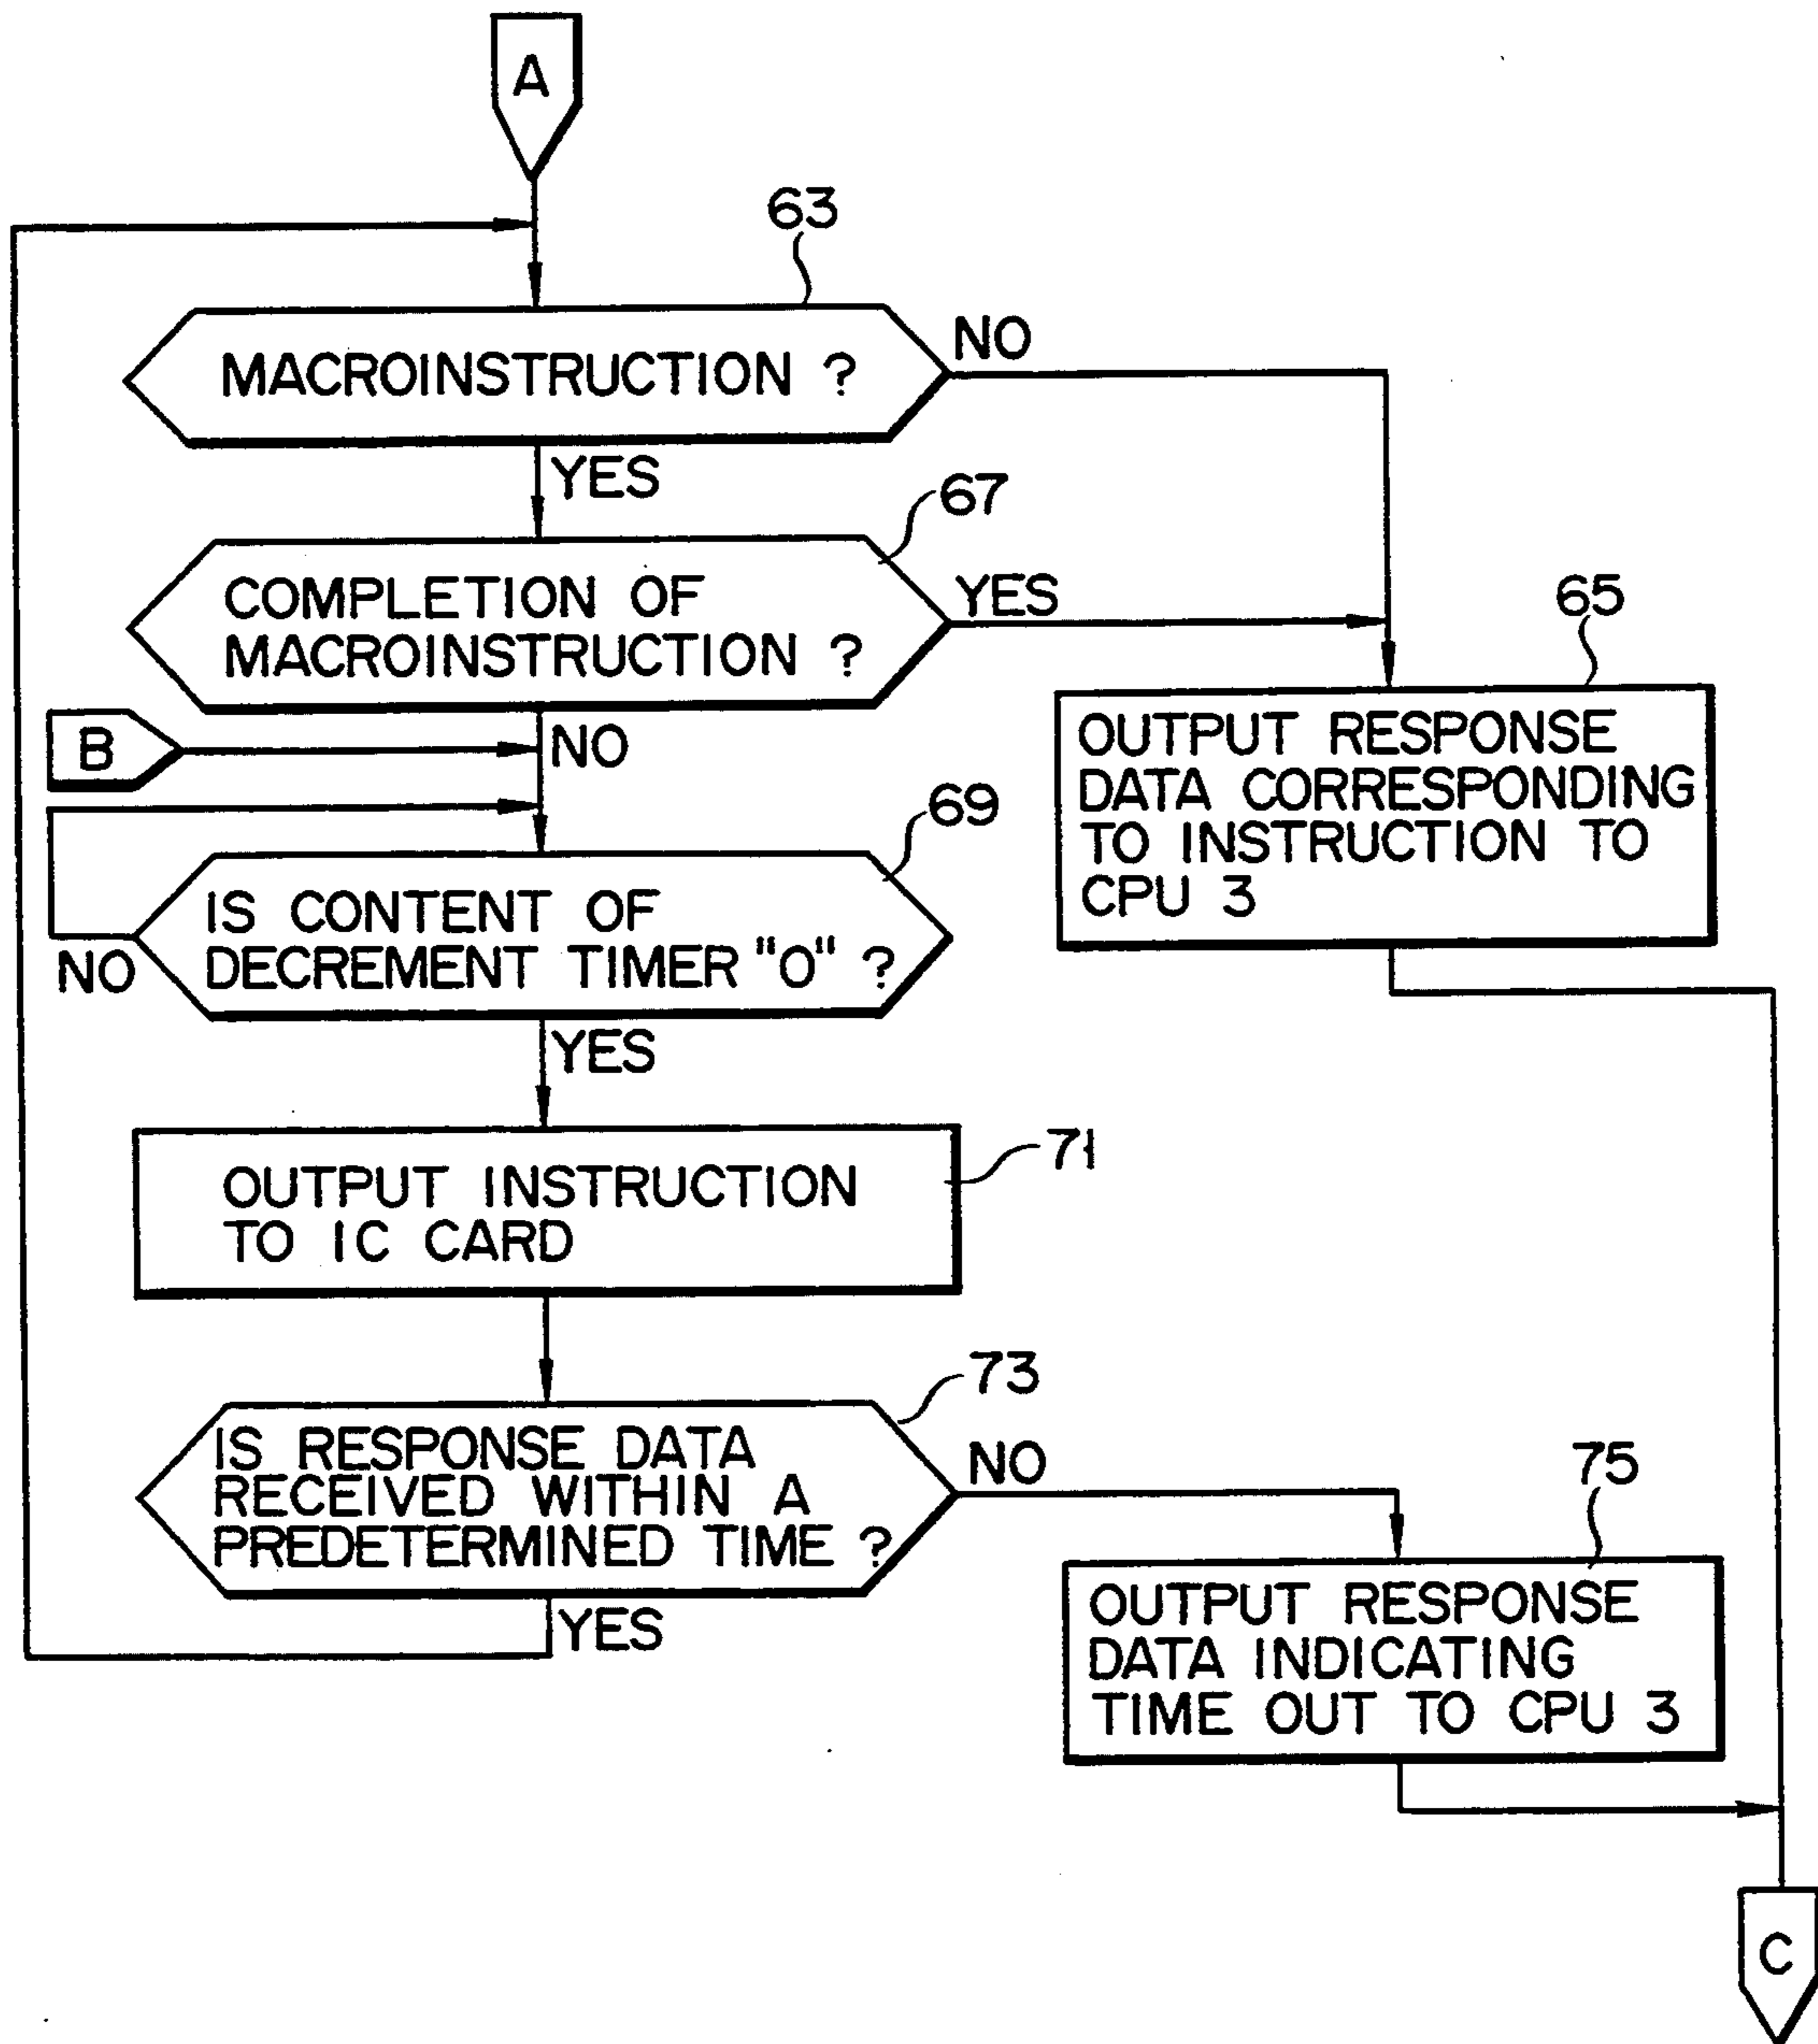 A
63
MACROINSTRUCTION ?
NO
YES
67
COMPLETION OF
MACROINSTRUCTION ?
YES
65
B
NO
OUTPUT RESPONSE
DATA CORRESPONDING
TO INSTRUCTION TO
CPU 3
69
IS CONTENT OF
DECREMENT TIMER "0" ?
NO
YES
71
OUTPUT INSTRUCTION
TO IC CARD
73
IS RESPONSE DATA
RECEIVED WITHIN A
PREDETERMINED TIME ?
NO
YES
75
OUTPUT RESPONSE
DATA INDICATING
TIME OUT TO CPU 3
C